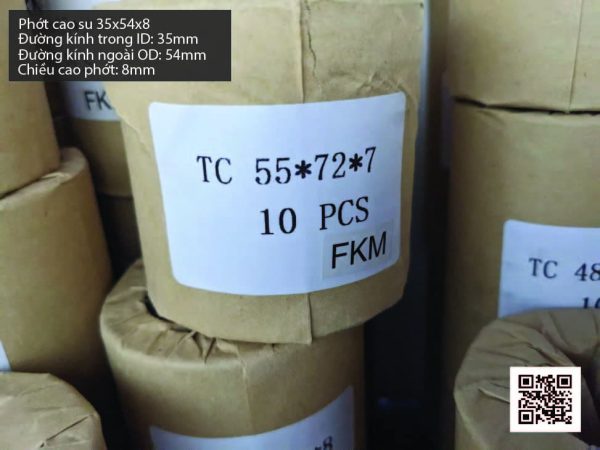 Phớt cao su 35x54x8
Đường kính trong ID: 35mm
Đường kính ngoài OD: 54mm
Chiều cao phớt: 8mm
FK
TC 55*72*7
10 PCS
FKM
TC 48